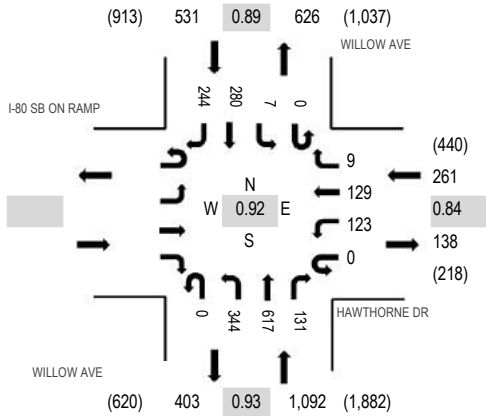 (913) 531 0.89 626 (1,037)
WILLOW AVE
I-80 SB ON RAMP
244 280 7 0
(440)
9
261
N
129
W 0.92 E
0.84
123
138
S
0
(218)
0 344 617 131
HAWTHORNE DR
WILLOW AVE
(620) 403 0.93 1,092 (1,882)